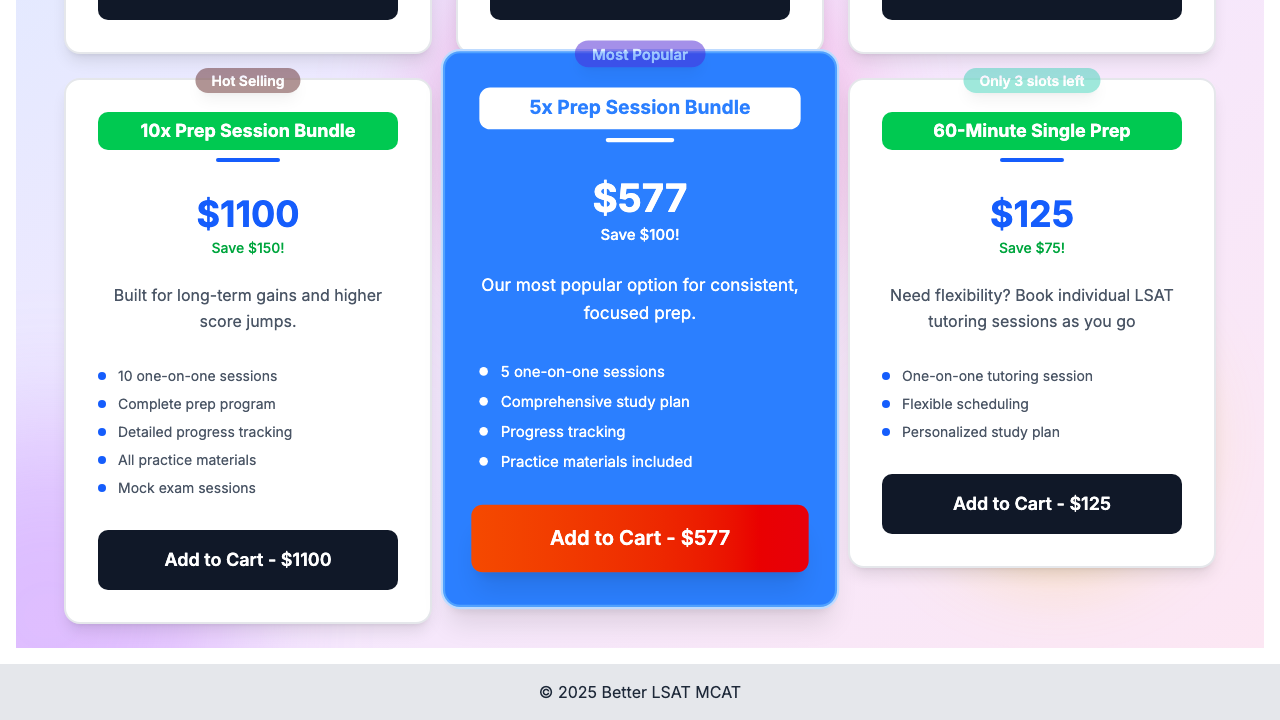 Hot Selling
10x Prep Session Bundle
$1100
Save $150!
Built for long-term gains and higher
score jumps.
10 one-on-one sessions
Complete prep program
Detailed progress tracking
All practice materials
Mock exam sessions
Add to Cart - $1100
Most Popular
5x Prep Session Bundle
$577
Save $100!
Our most popular option for consistent,
focused prep.
5 one-on-one sessions
Comprehensive study plan
Progress tracking
Practice materials included
Add to Cart - $577
Only 3 slots left
60-Minute Single Prep
$125
Save $75!
Need flexibility? Book individual LSAT
tutoring sessions as you go
One-on-one tutoring session
Flexible scheduling
Personalized study plan
Add to Cart - $125
© 2025 Better LSAT MCAT